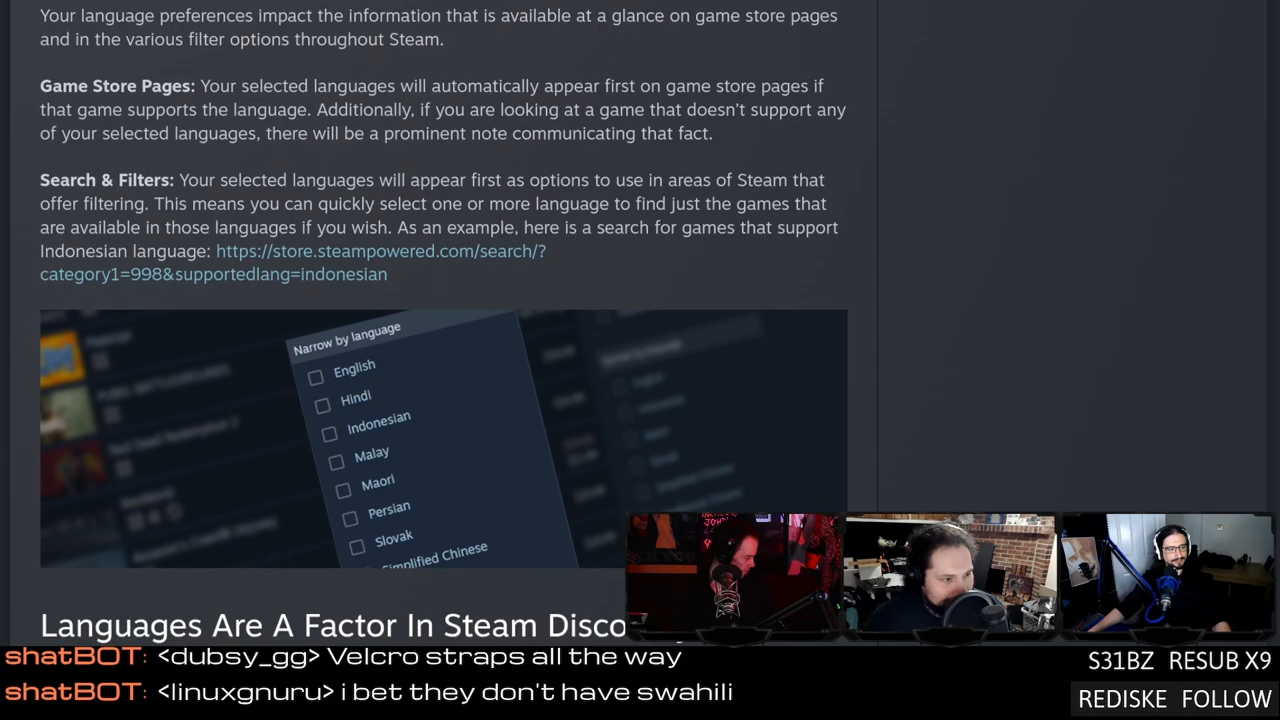 Your language preferences impact the information that is available at a glance on game store pages
and in the various filter options throughout Steam.
Game Store Pages: Your selected languages will automatically appear first on game store pages if
that game supports the language. Additionally, if you are looking at a game that doesn't support any
of your selected languages, there will be a prominent note communicating that fact.
Search & Filters: Your selected languages will appear first as options to use in areas of Steam that
offer filtering. This means you can quickly select one or more language to find just the games that
are available in those languages if you wish. As an example, here is a search for games that support
Indonesian language: https://store.steampowered.com/search/?
category1=998&supportedlang=indonesian
Narrow by language
English
Hindi
Indonesian
Malay
Maori
Persian
Slovak
Simplified Chinese
Languages Are A Factor In Steam Disco
shatBOT: <dubsy_gg> Velcro straps all the way
shatBOT: <linuxgnuru> i bet they don't have swahili
S31BZ RESUB X9
REDISKE FOLLOW